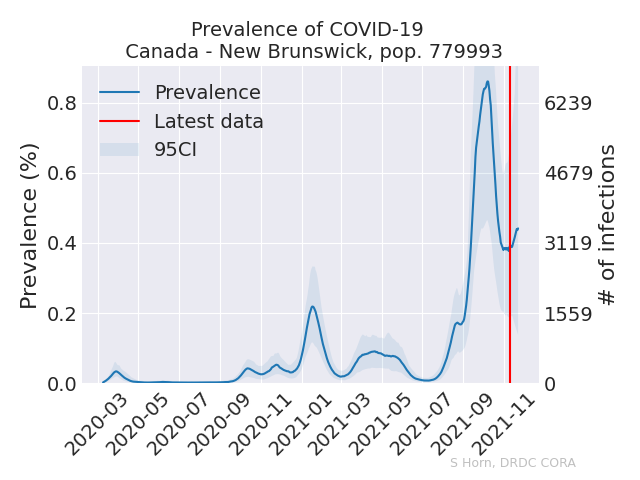 Prevalence of COVID-19
Canada - New Brunswick, pop. 779993
Prevalence
Latest data
95CI
Prevalence (%)
0.8
0.6
0.4
0.2
0.0
6239
4679
3119
1559
0
# of infections
2020-03
2020-05
2020-07
2020-09
2020-11
2021-01
2021-03
2021-05
2021-07
2021-09
2021-11
S Horn, DRDC CORA